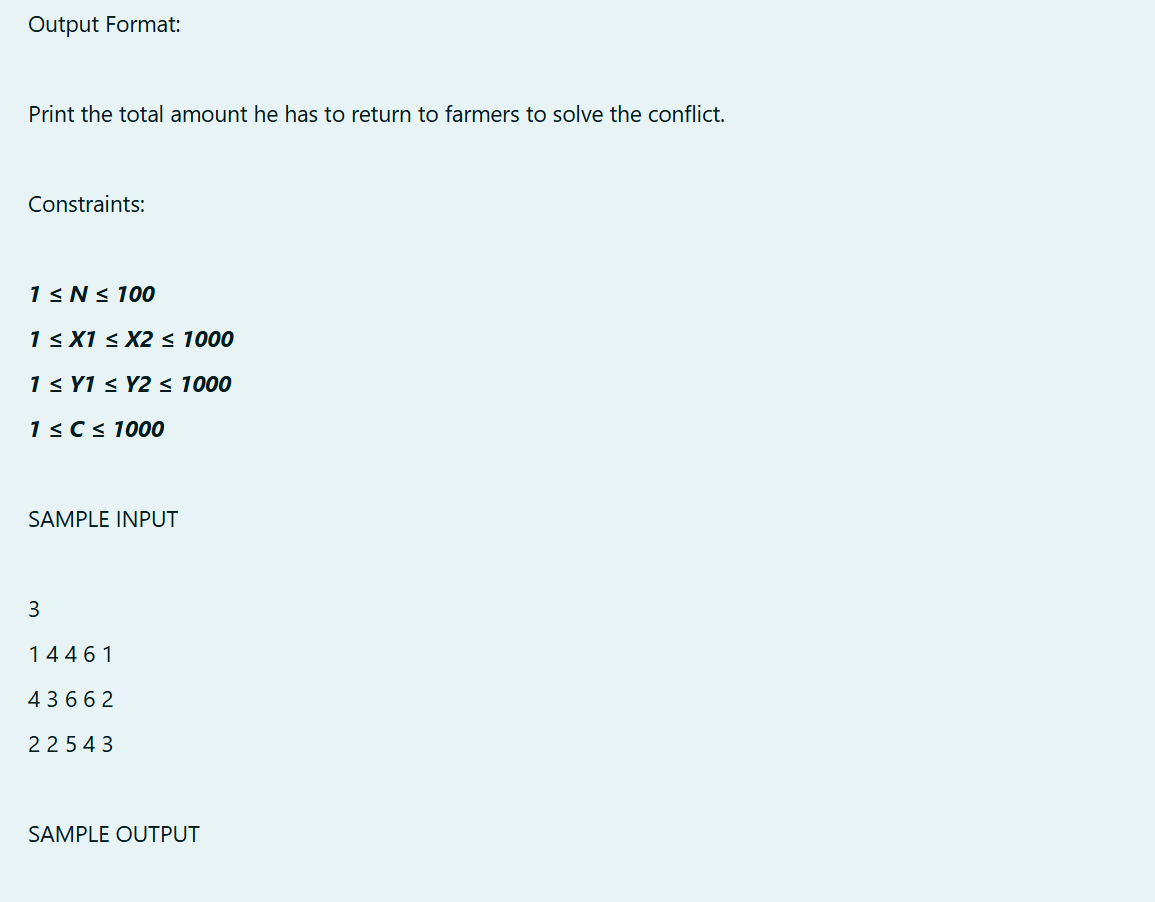 Output Format:
Print the total amount he has to return to farmers to solve the conflict.
Constraints:
1 ≤ N ≤ 100
1 ≤ X1 ≤ X2 ≤ 1000
1 ≤ Y1 ≤ Y2 ≤ 1000
1 ≤ C ≤ 1000
SAMPLE INPUT
3
1 4 4 6 1
4 3 6 6 2
2 2 5 4 3
SAMPLE OUTPUT